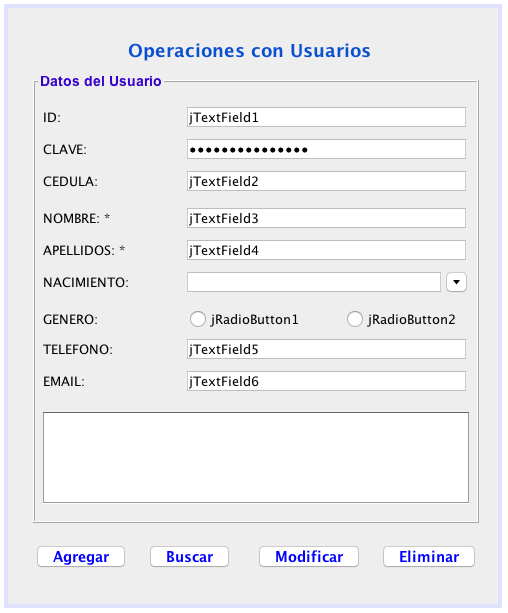 Operaciones con Usuarios
Datos del Usuario
ID: jTextField1
CLAVE: •••••••••••••••
CEDULA: jTextField2
NOMBRE: * jTextField3
APELLIDOS: * jTextField4
NACIMIENTO:
GENERO: jRadioButton1 jRadioButton2
TELEFONO: jTextField5
EMAIL: jTextField6
Agregar Buscar Modificar Eliminar